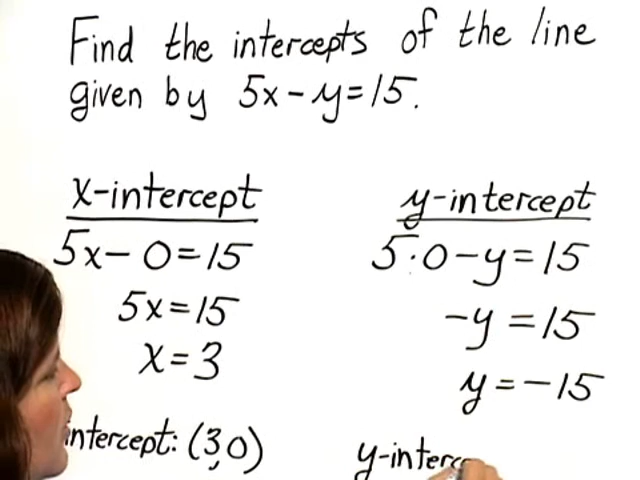 Find the intercepts of the line
given by 5x - y = 15.
x-intercept
5x - 0 = 15
5x = 15
x = 3
intercept: (3,0)
y-intercept
5·0 - y = 15
-y = 15
y = -15
y-interc